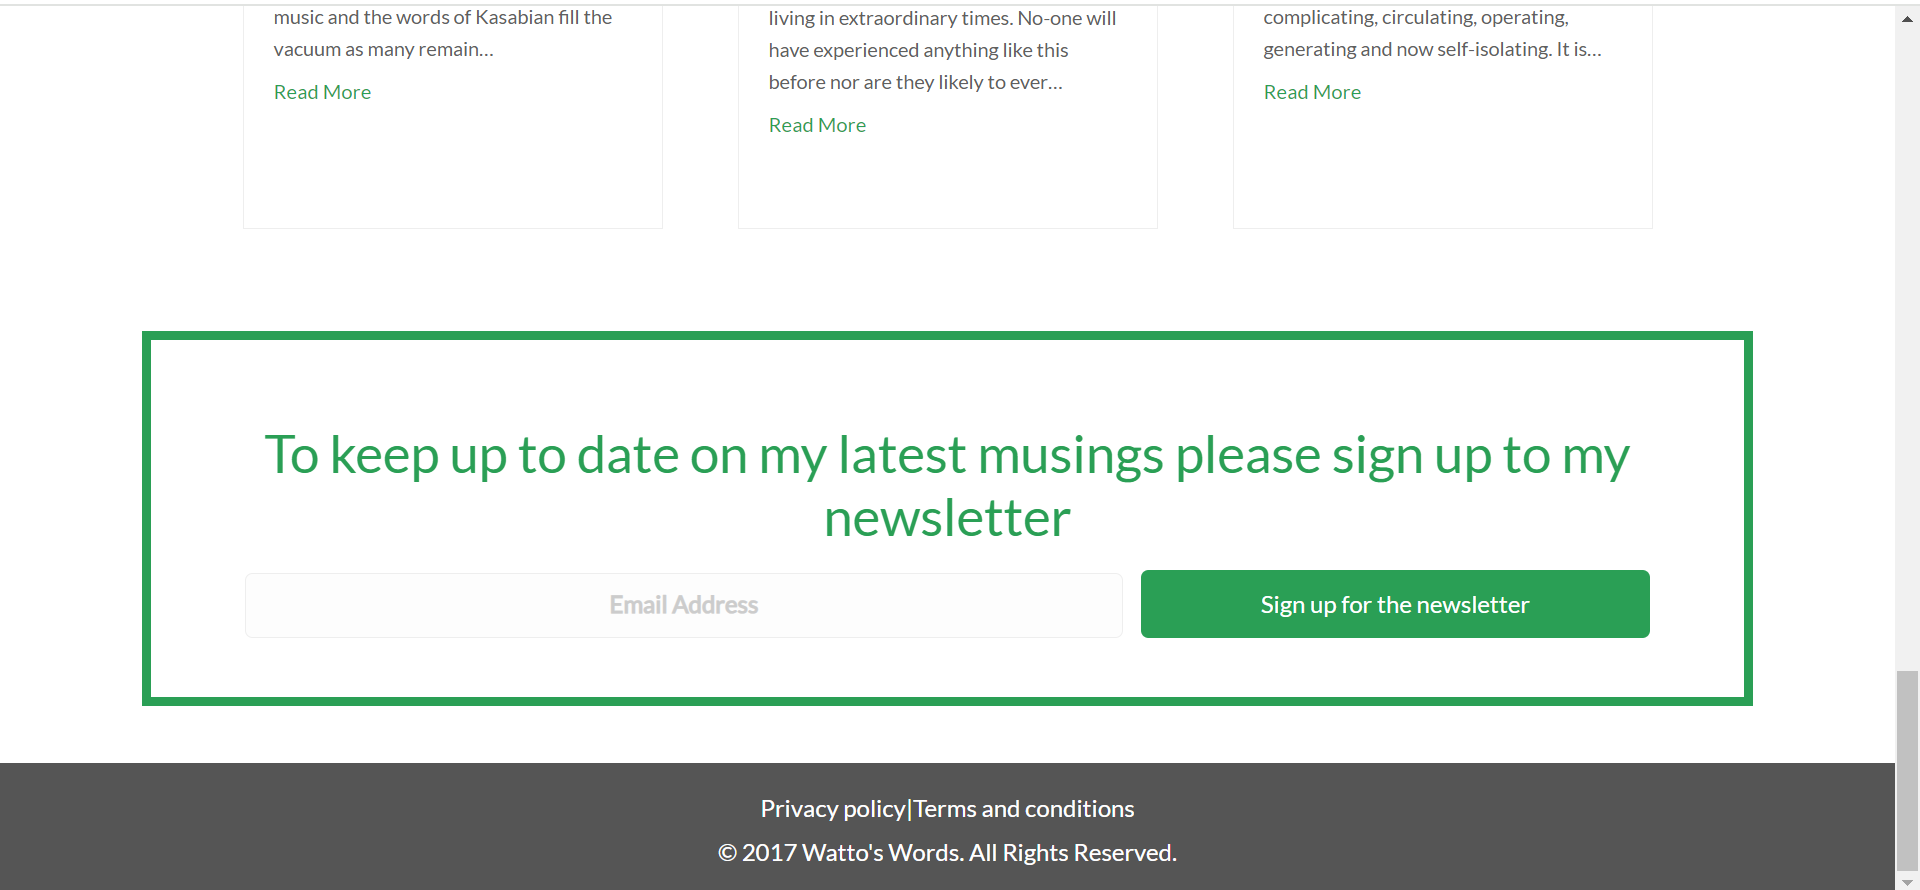 music and the words of Kasabian fill the
vacuum as many remain…
Read More
living in extraordinary times. No-one will
have experienced anything like this
before nor are they likely to ever…
Read More
complicating, circulating, operating,
generating and now self-isolating. It is…
Read More
To keep up to date on my latest musings please sign up to my
newsletter
Email Address
Sign up for the newsletter
Privacy policy|Terms and conditions
© 2017 Watto's Words. All Rights Reserved.